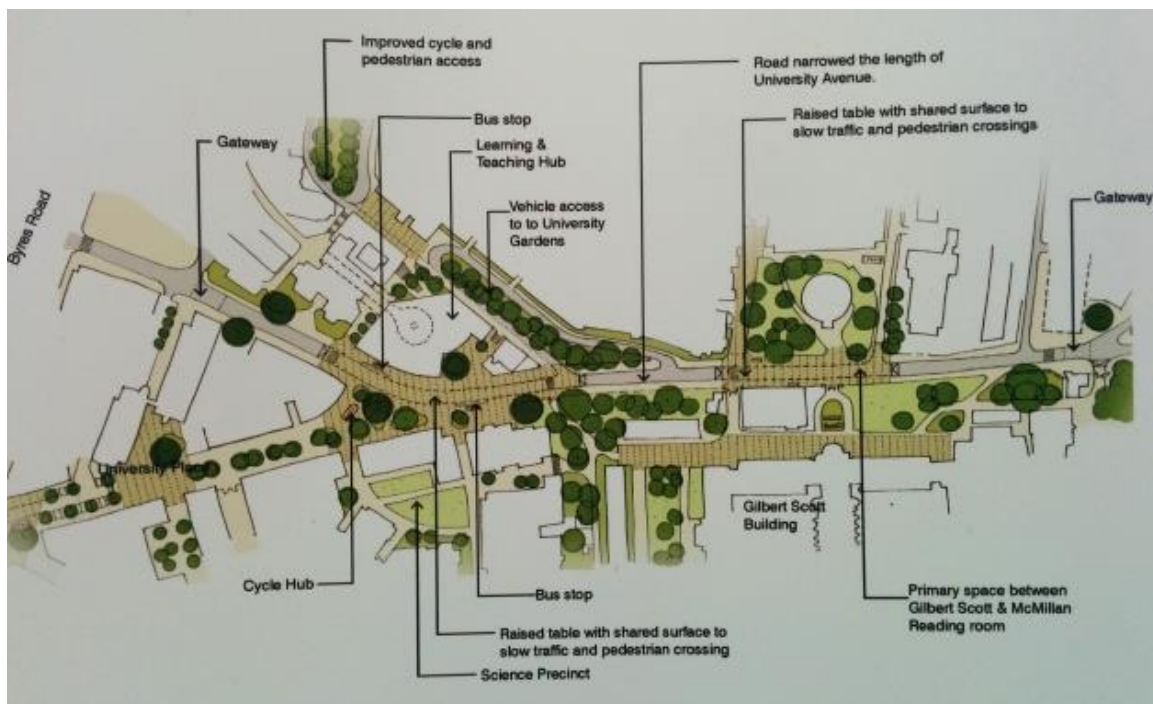 Improved cycle and
pedestrian access
Road narrowed the length of
University Avenue.
Bus stop
Raised table with shared surface to
slow traffic and pedestrian crossings
Gateway
Learning &
Teaching Hub
Vehicle access
to to University
Gardens
Gateway
Byres Road
University Place
Gilbert Scott
Building
Cycle Hub
Bus stop
Primary space between
Gilbert Scott & McMillan
Reading room
Raised table with shared surface to
slow traffic and pedestrian crossing
Science Precinct